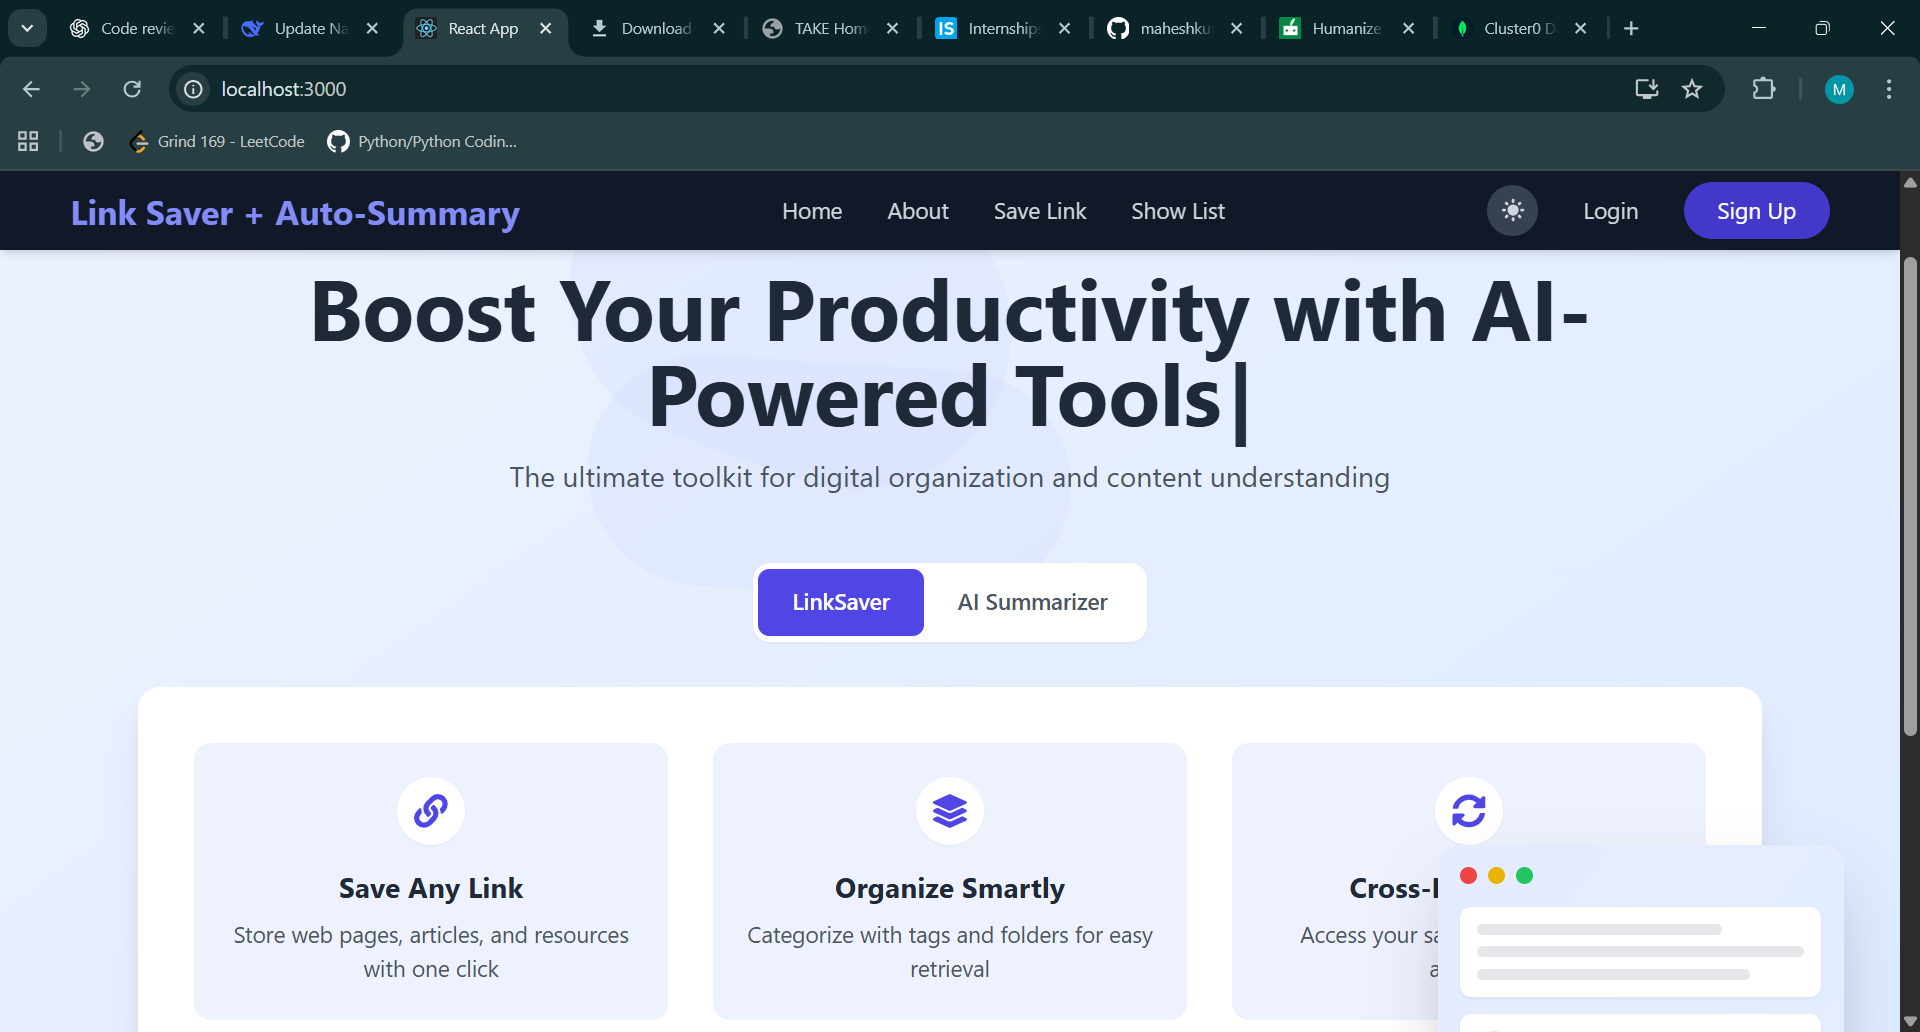 Code revie
Update Na
React App
Download
TAKE Hom
Internships
maheshku
Humanize
Cluster0 D
localhost:3000
M
Grind 169 - LeetCode
Python/Python Codin...
Link Saver + Auto-Summary
Home
About
Save Link
Show List
Login
Sign Up
Boost Your Productivity with AI-
Powered Tools|
The ultimate toolkit for digital organization and content understanding
LinkSaver
AI Summarizer
Save Any Link
Store web pages, articles, and resources
with one click
Organize Smartly
Categorize with tags and folders for easy
retrieval
Cross-
Access your sa
a